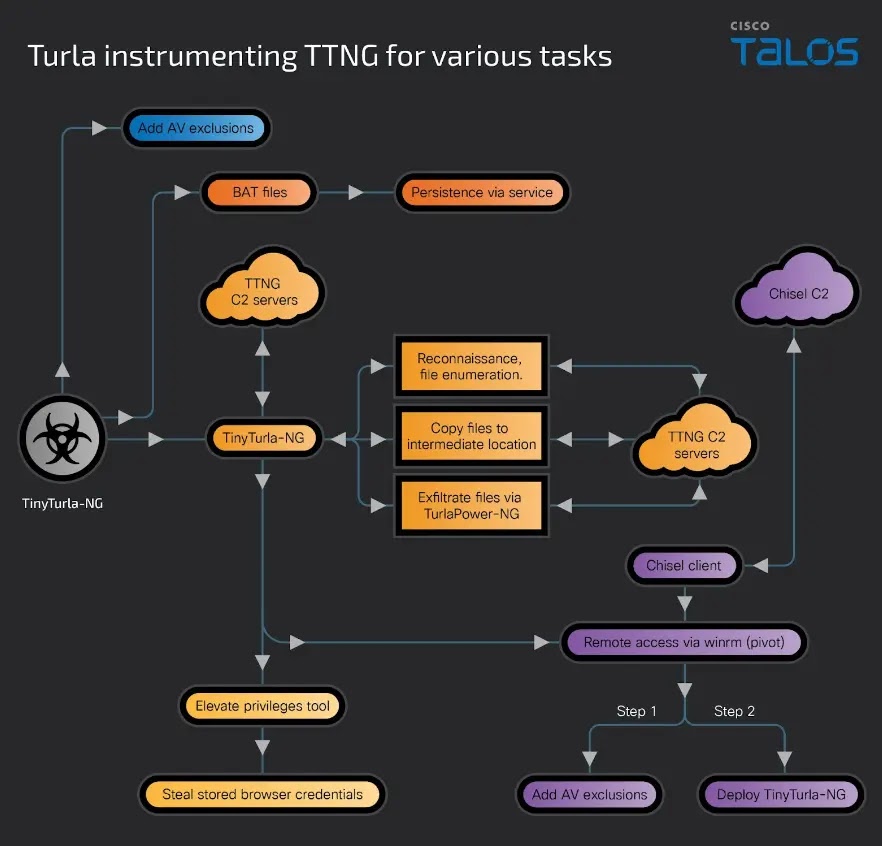 CISCO
TALOS
Turla instrumenting TTNG for various tasks
Add AV exclusions
BAT files
Persistence via service
TTNG
C2 servers
Chisel C2
Reconnaissance,
file enumeration.
TinyTurla-NG
Copy files to
intermediate location
TTNG C2
servers
TinyTurla-NG
Exfiltrate files via
TurlaPower-NG
Chisel client
Remote access via winrm (pivot)
Elevate privileges tool
Step 1
Step 2
Steal stored browser credentials
Add AV exclusions
Deploy TinyTurla-NG